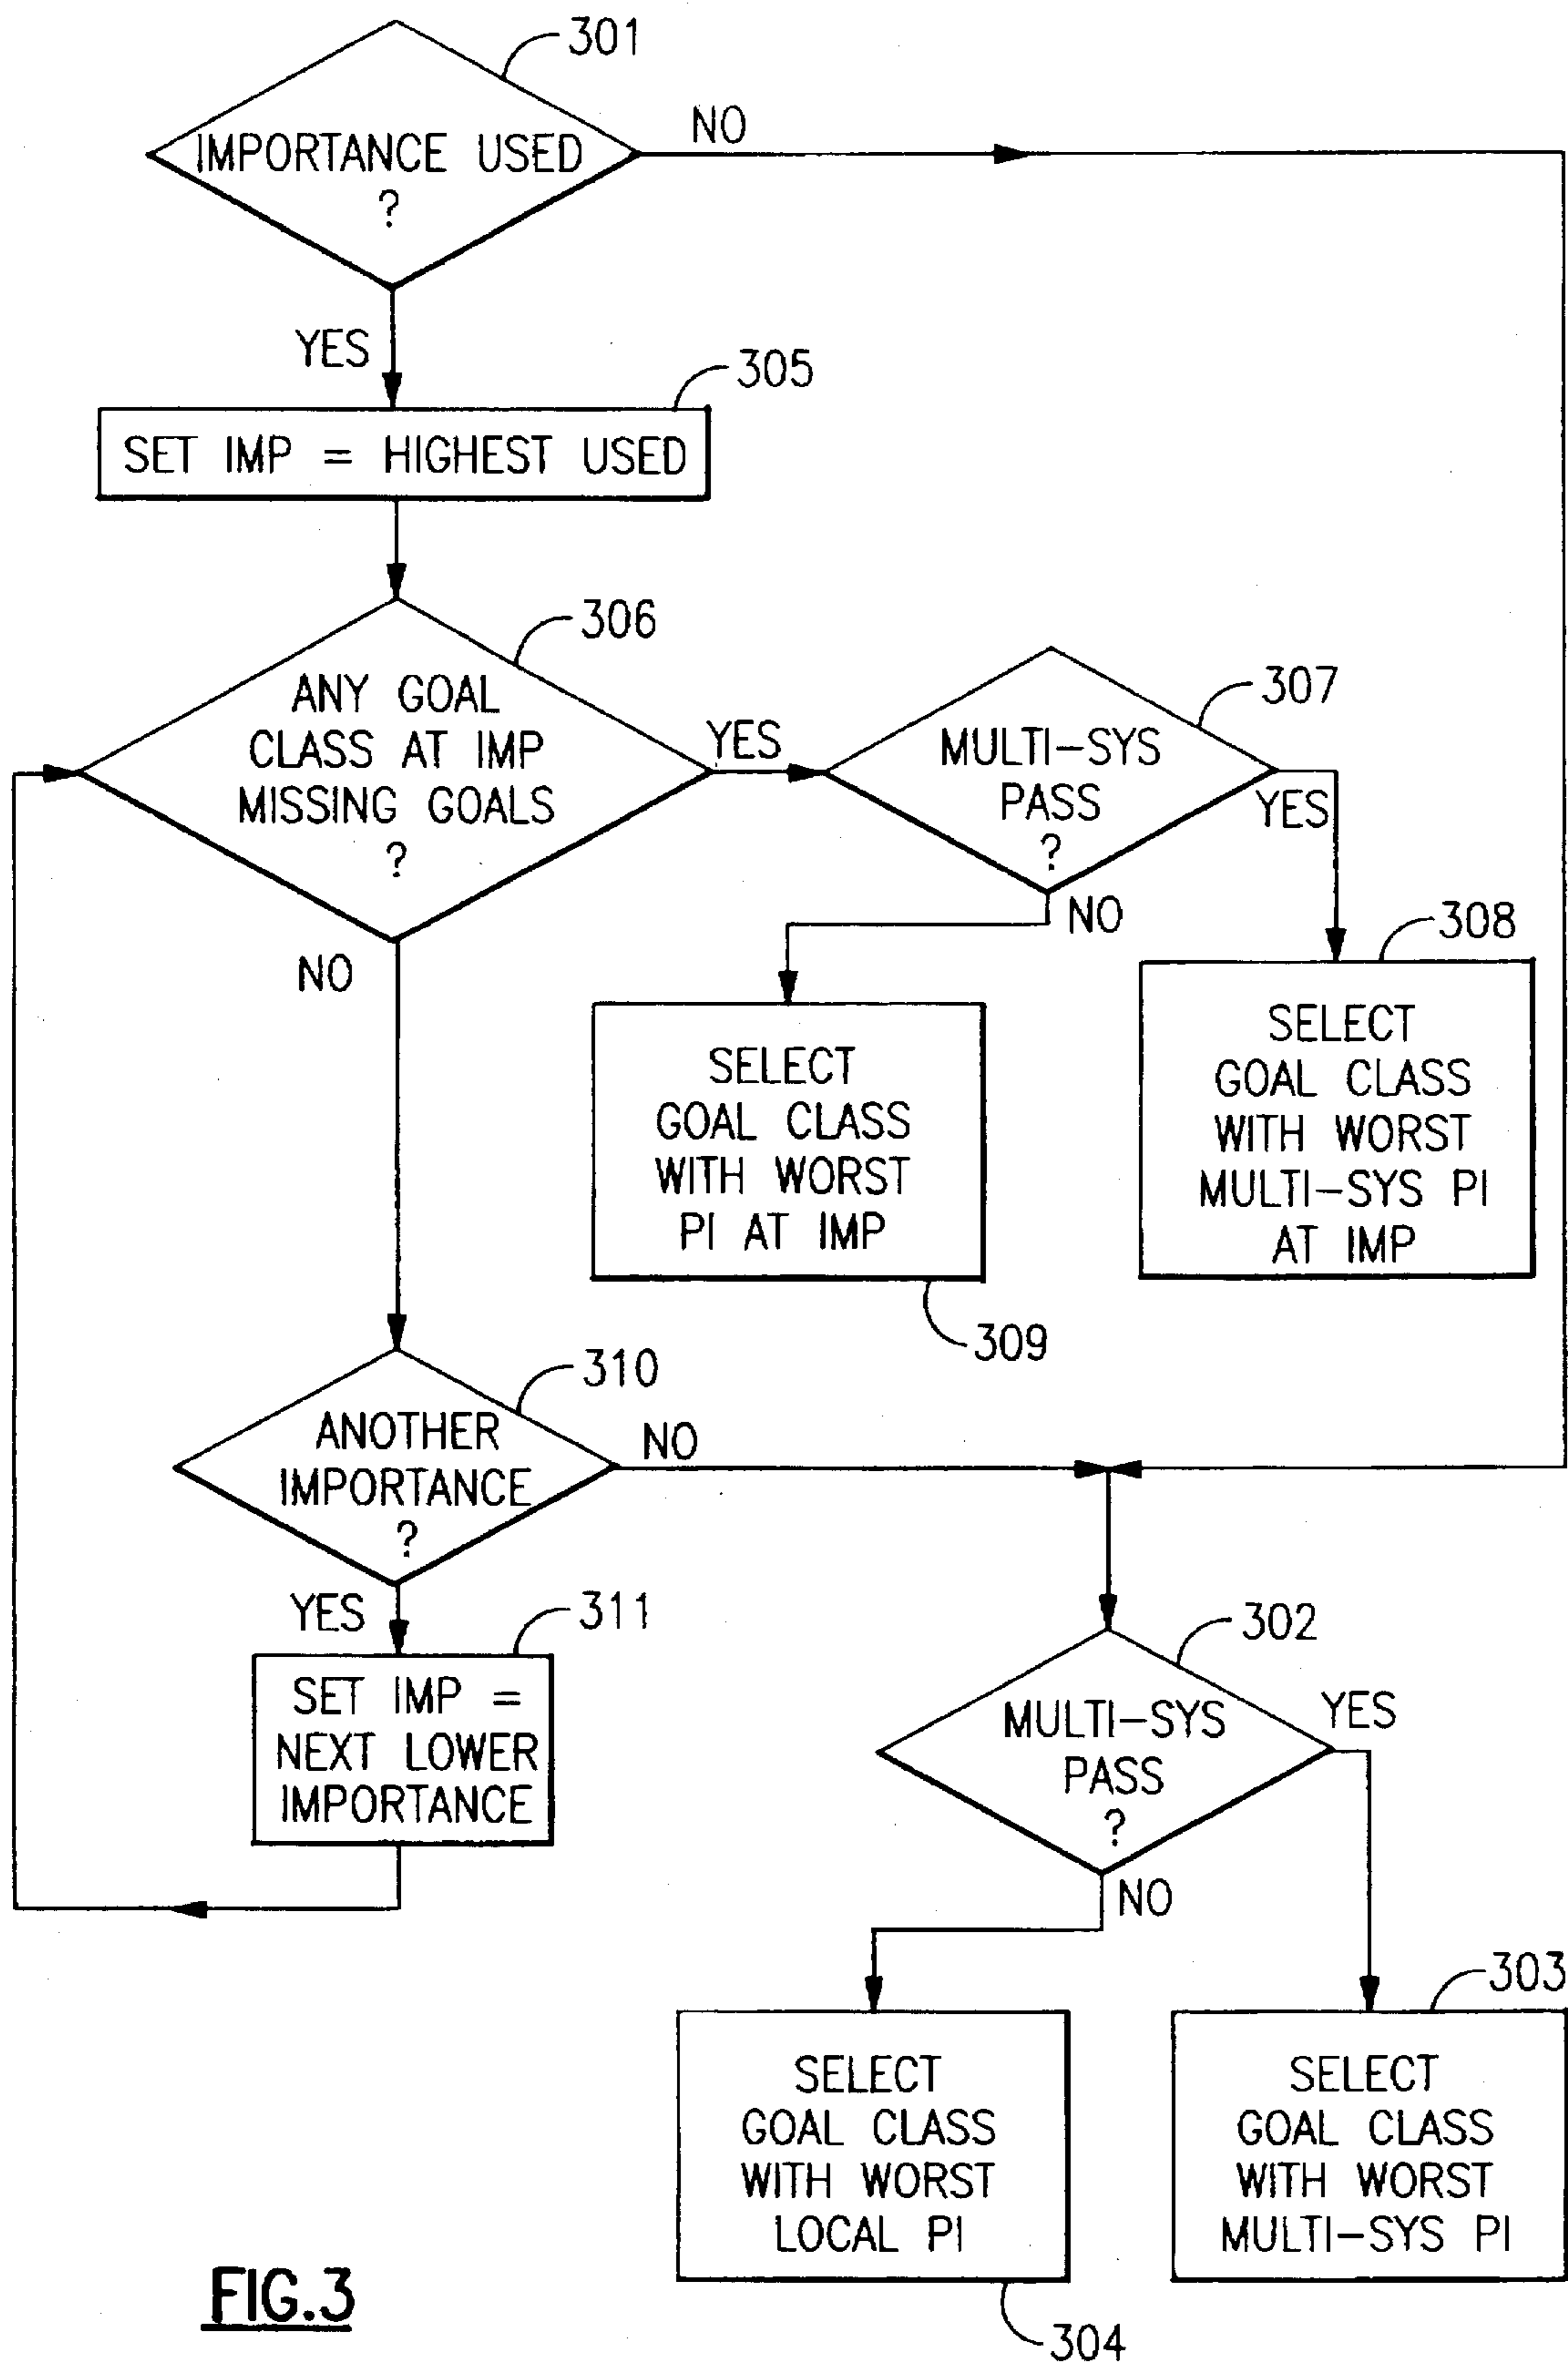 301
NO
IMPORTANCE USED
?
YES
305
SET IMP = HIGHEST USED
306
ANY GOAL
CLASS AT IMP
MISSING GOALS
?
YES
307
MULTI-SYS
PASS
?
YES
NO
NO
308
SELECT
GOAL CLASS
WITH WORST
MULTI-SYS PI
AT IMP
SELECT
GOAL CLASS
WITH WORST
PI AT IMP
309
310
ANOTHER
IMPORTANCE
?
NO
YES
311
SET IMP =
NEXT LOWER
IMPORTANCE
302
MULTI-SYS
PASS
?
YES
NO
303
SELECT
GOAL CLASS
WITH WORST
LOCAL PI
SELECT
GOAL CLASS
WITH WORST
MULTI-SYS PI
304
FIG.3